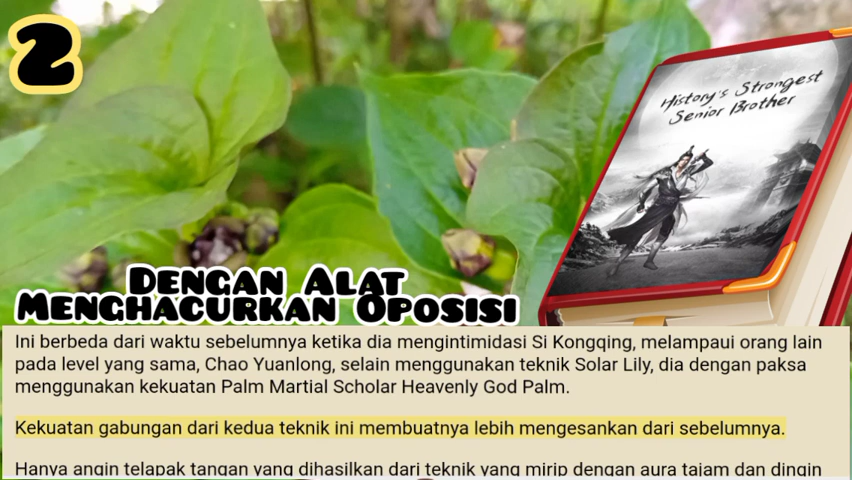 2
History's Strongest
Senior Brother
DENGAN ALAT
MENGHACURKAN OPOSISI
Ini berbeda dari waktu sebelumnya ketika dia mengintimidasi Si Kongqing, melampaui orang lain
pada level yang sama, Chao Yuanlong, selain menggunakan teknik Solar Lily, dia dengan paksa
menggunakan kekuatan Palm Martial Scholar Heavenly God Palm.
Kekuatan gabungan dari kedua teknik ini membuatnya lebih mengesankan dari sebelumnya.
Hanya angin telapak tangan yang dihasilkan dari teknik yang mirip dengan aura tajam dan dingin